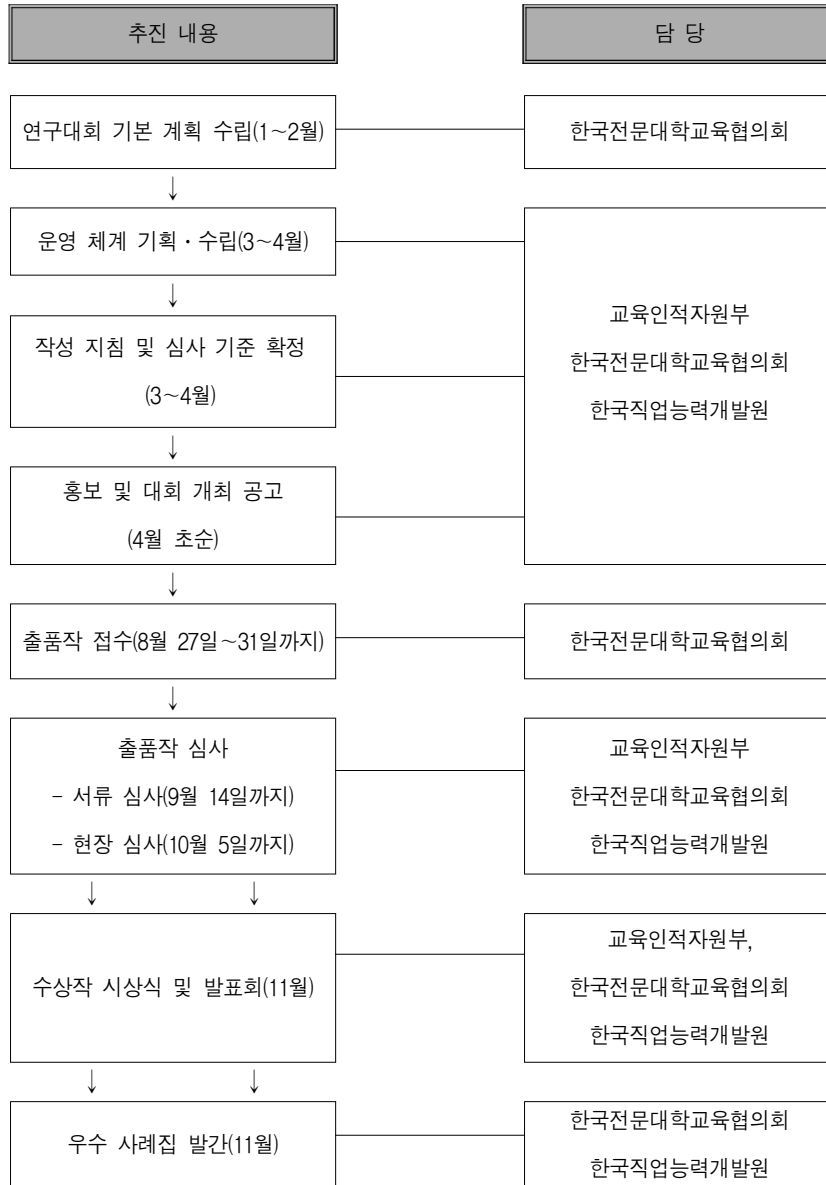 추진 내용
담 당
연구대회 기본 계획 수립(1~2월)
한국전문대학교육협의회
↓
운영 체계 기획·수립(3~4월)
↓
작성 지침 및 심사 기준 확정
(3~4월)
↓
홍보 및 대회 개최 공고
(4월 초순)
교육인적자원부
한국전문대학교육협의회
한국직업능력개발원
↓
출품작 접수(8월 27일~31일까지)
한국전문대학교육협의회
↓
출품작 심사
- 서류 심사(9월 14일까지)
- 현장 심사(10월 5일까지)
교육인적자원부
한국전문대학교육협의회
한국직업능력개발원
↓ ↓
수상작 시상식 및 발표회(11월)
교육인적자원부,
한국전문대학교육협의회
한국직업능력개발원
↓ ↓
우수 사례집 발간(11월)
한국전문대학교육협의회
한국직업능력개발원